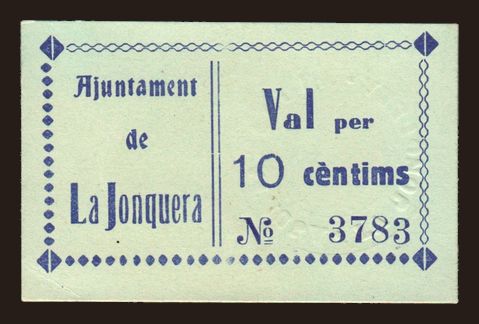 Ajuntament
de
La Jonquera
Val per
10 cèntims
Nº 3783